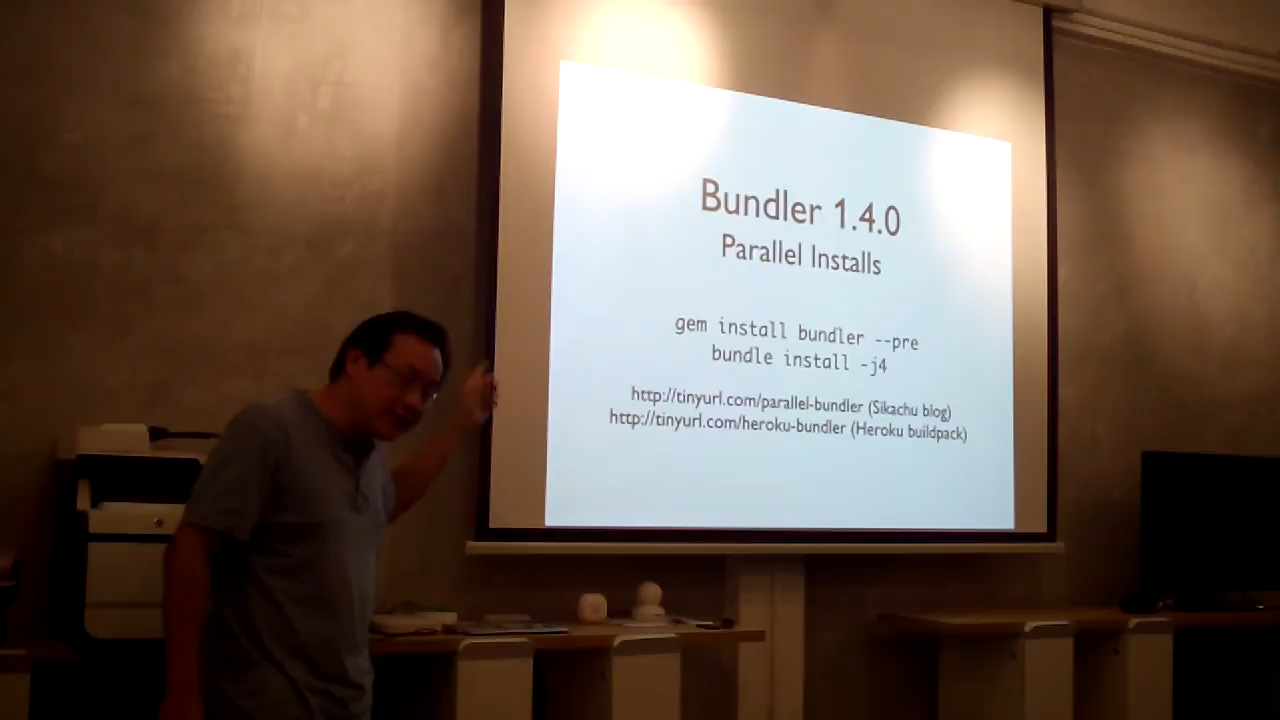 Bundler 1.4.0
Parallel Installs
gem install bundler --pre
bundle install -j4
http://tinyurl.com/parallel-bundler (Sikachu blog)
http://tinyurl.com/heroku-bundler (Heroku buildpack)